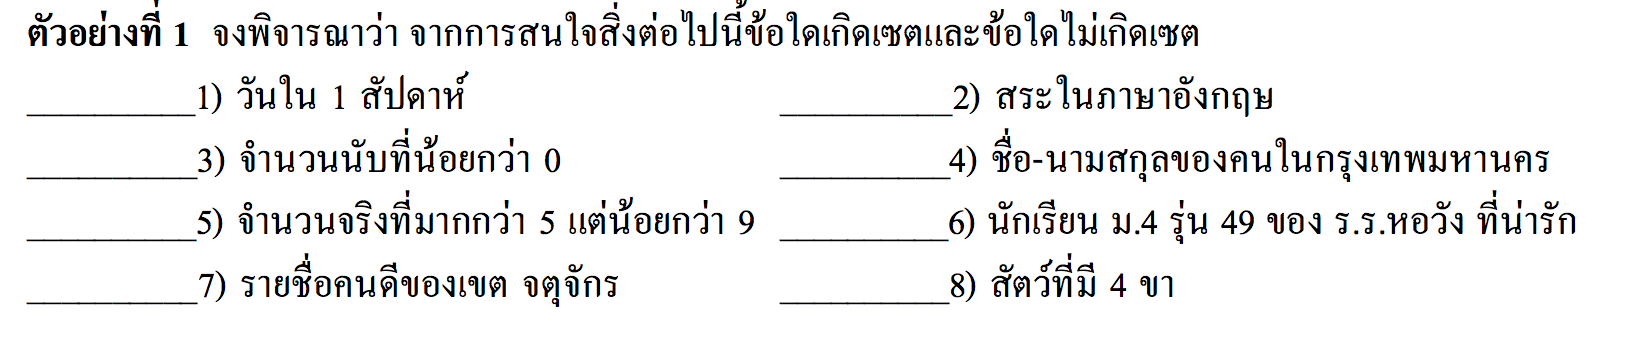 ตัวอย่างที่ 1 จงพิจารณาว่า จากการสนใจสิ่งต่อไปนี้ข้อใดเกิดเซตและข้อใดไม่เกิดเซต
__________1) วันใน 1 สัปดาห์ __________2) สระในภาษาอังกฤษ
__________3) จำนวนนับที่น้อยกว่า 0 __________4) ชื่อ-นามสกุลของคนในกรุงเทพมหานคร
__________5) จำนวนจริงที่มากกว่า 5 แต่น้อยกว่า 9 __________6) นักเรียน ม.4 รุ่น 49 ของ ร.ร.หอวัง ที่น่ารัก
__________7) รายชื่อคนดีของเขต จตุจักร __________8) สัตว์ที่มี 4 ขา